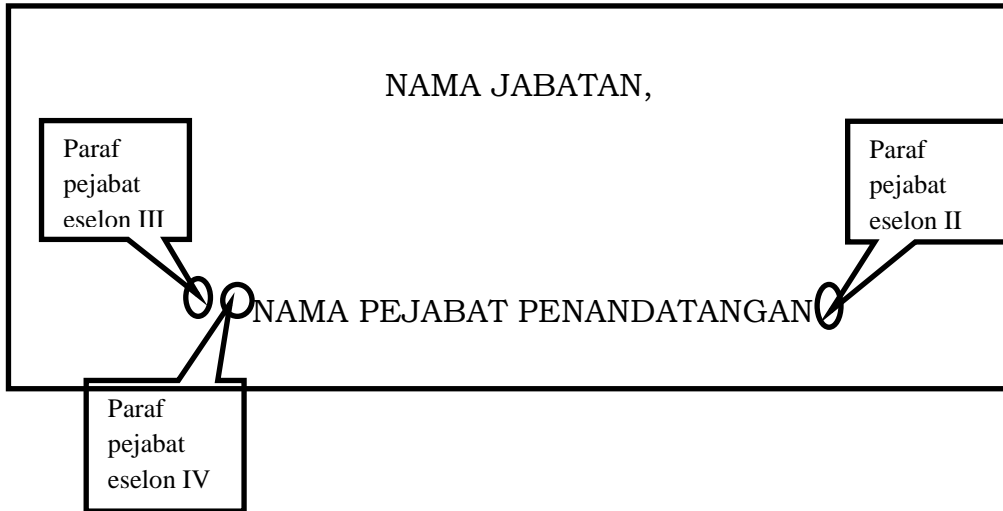 NAMA JABATAN,
Paraf
pejabat
eselon III
Paraf
pejabat
eselon II
NAMA PEJABAT PENANDATANGAN
Paraf
pejabat
eselon IV